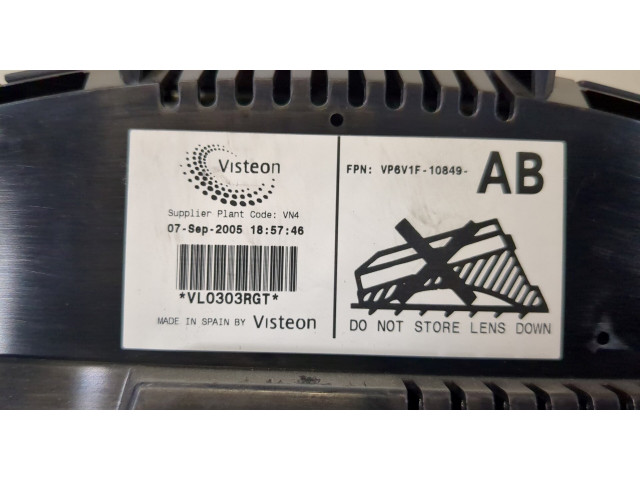 Visteon
Supplier Plant Code: VN4
07-Sep-2005 18:57:46
*VL0303RGT*
MADE IN SPAIN BY Visteon
FPN: VP6V1F-10849- AB
DO NOT STORE LENS DOWN